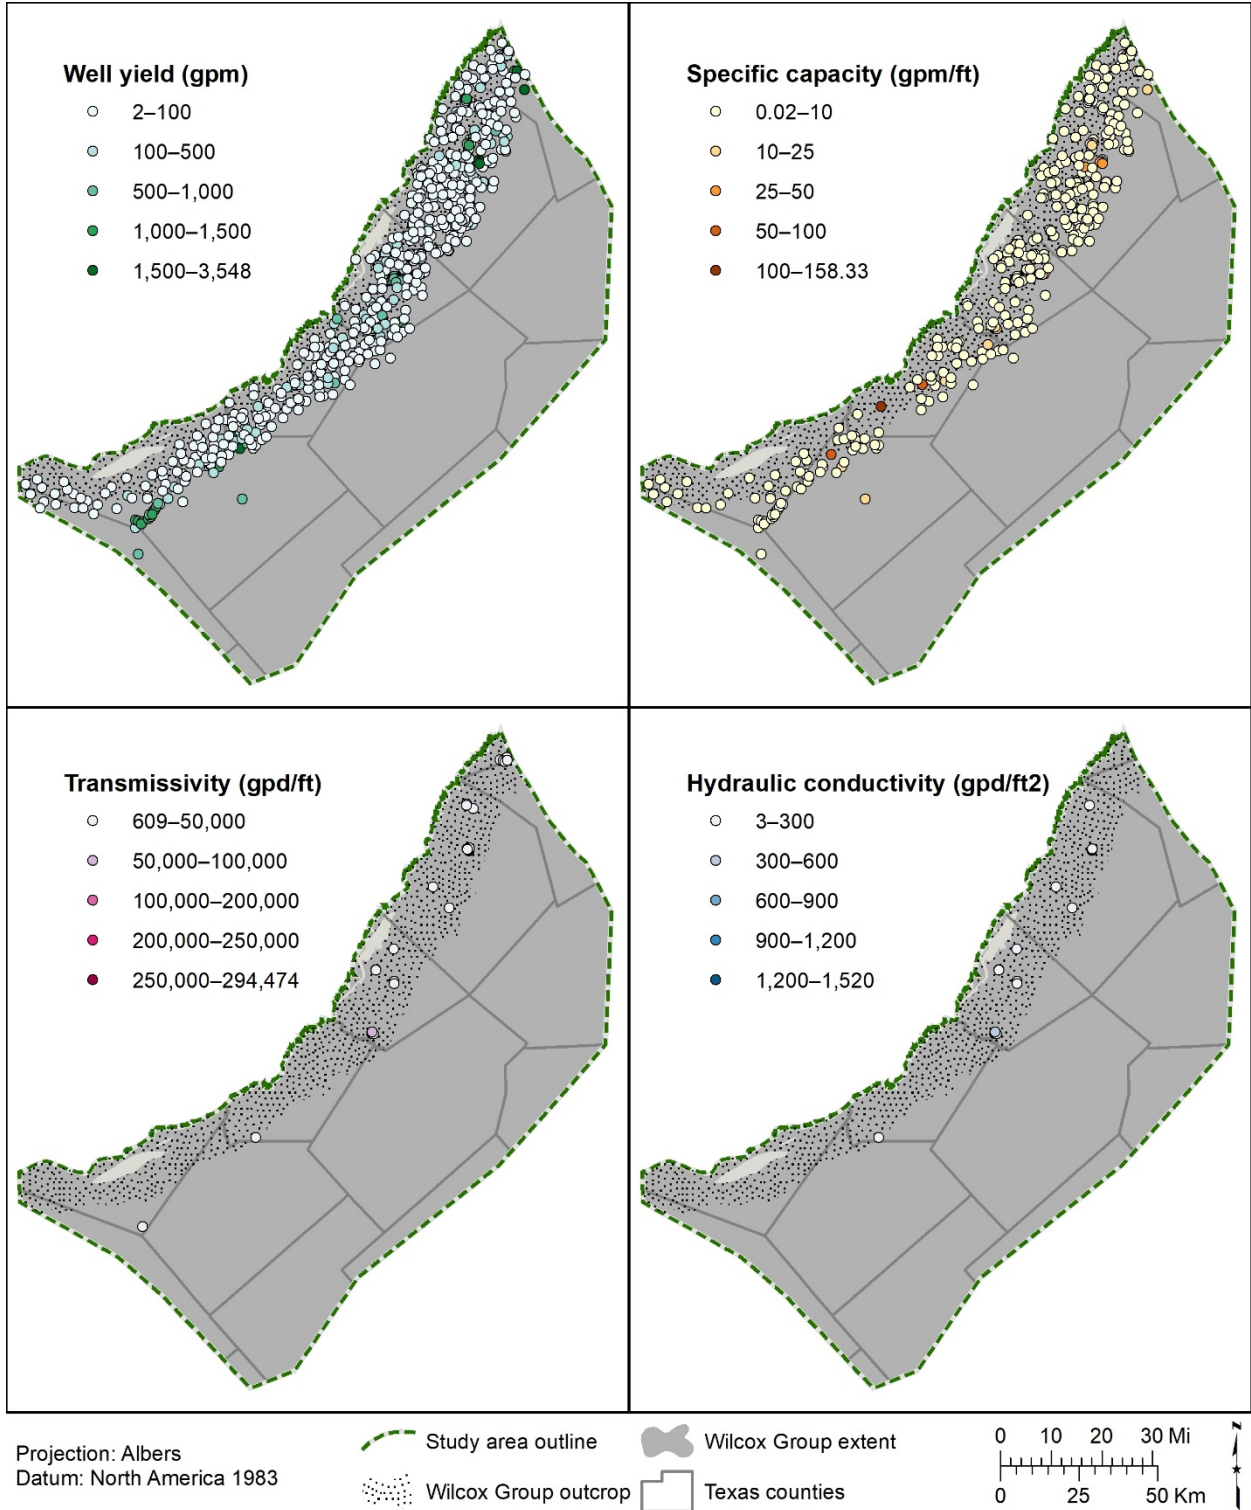 Well yield (gpm)
2–100
100–500
500–1,000
1,000–1,500
1,500–3,548
Specific capacity (gpm/ft)
0.02–10
10–25
25–50
50–100
100–158.33
Transmissivity (gpd/ft)
609–50,000
50,000–100,000
100,000–200,000
200,000–250,000
250,000–294,474
Hydraulic conductivity (gpd/ft2)
3–300
300–600
600–900
900–1,200
1,200–1,520
Projection: Albers
Datum: North America 1983
Study area outline
Wilcox Group outcrop
Wilcox Group extent
Texas counties
0 10 20 30 Mi
0 25 50 Km
N